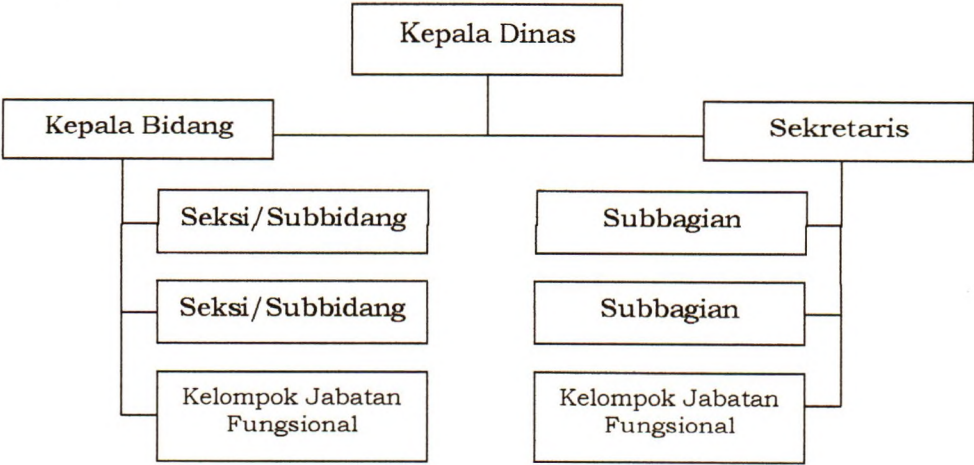 Kepala Dinas
Kepala Bidang
Sekretaris
Seksi/Subbidang
Subbagian
Seksi/Subbidang
Subbagian
Kelompok Jabatan
Fungsional
Kelompok Jabatan
Fungsional